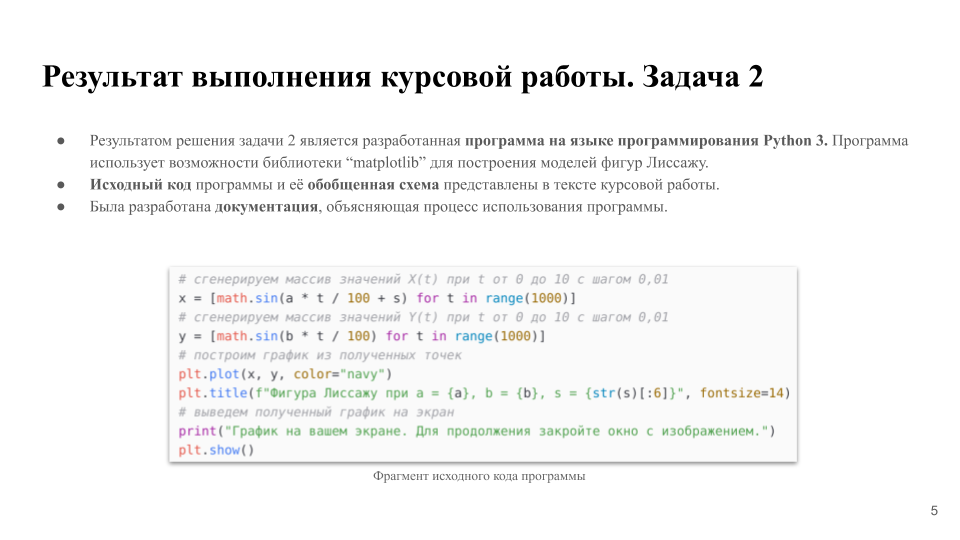 Результат выполнения курсовой работы. Задача 2
● Результатом решения задачи 2 является разработанная программа на языке программирования Python 3. Программа
использует возможности библиотеки “matplotlib” для построения моделей фигур Лиссажу.
● Исходный код программы и её обобщенная схема представлены в тексте курсовой работы.
● Была разработана документация, объясняющая процесс использования программы.
# сгенерируем массив значений X(t) при t от 0 до 10 с шагом 0,01
x = [math.sin(a * t / 100 + s) for t in range(1000)]
# сгенерируем массив значений Y(t) при t от 0 до 10 с шагом 0,01
y = [math.sin(b * t / 100) for t in range(1000)]
# построим график из полученных точек
plt.plot(x, y, color="navy")
plt.title(f"Фигура Лиссажу при a = {a}, b = {b}, s = {str(s)[:6]}", fontsize=14)
# выведем полученный график на экран
print("График на вашем экране. Для продолжения закройте окно с изображением.")
plt.show()
Фрагмент исходного кода программы
5